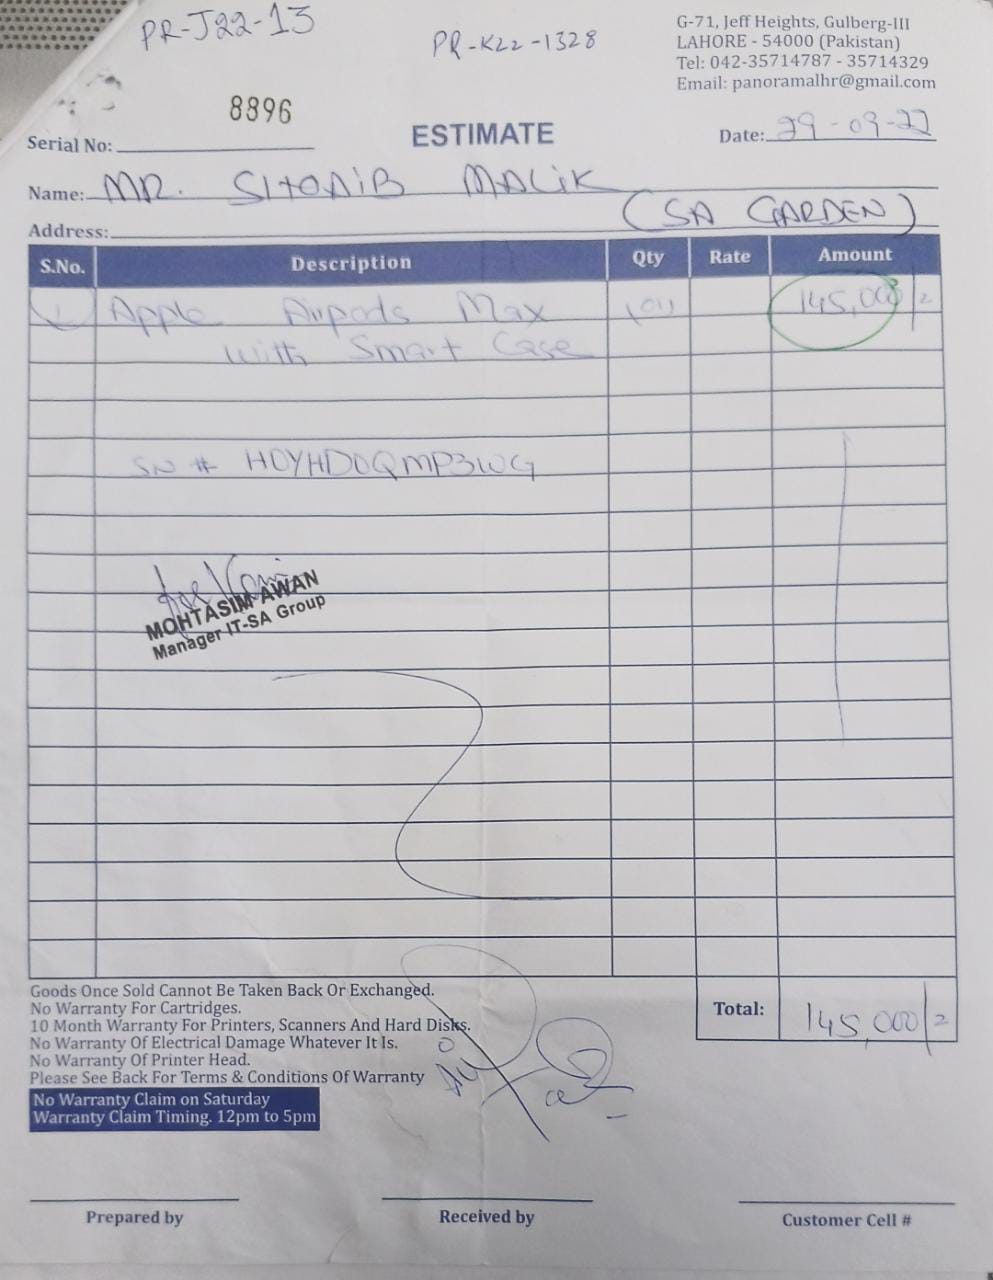 PR-J22-13
PR-K22-1328
G-71, Jeff Heights, Gulberg-III
LAHORE - 54000 (Pakistan)
Tel: 042-35714787 - 35714329
Email: panoramalhr@gmail.com
Serial No: 8896
ESTIMATE
Date: 29-09-22
Name: MR. SHOAIB MALIK
Address: (SA GARDEN)
S.No. Description Qty Rate Amount
1 Apple Airpods Max (01) 145,000/=
with Smart Case
SN # H0YHD0QMP3WG
MOHTASIM AWAN
Manager IT-SA Group
Goods Once Sold Cannot Be Taken Back Or Exchanged.
No Warranty For Cartridges.
10 Month Warranty For Printers, Scanners And Hard Disks.
No Warranty Of Electrical Damage Whatever It Is.
No Warranty Of Printer Head.
Please See Back For Terms & Conditions Of Warranty
No Warranty Claim on Saturday
Warranty Claim Timing. 12pm to 5pm
Total: 145,000/=
Prepared by
Received by
Customer Cell #